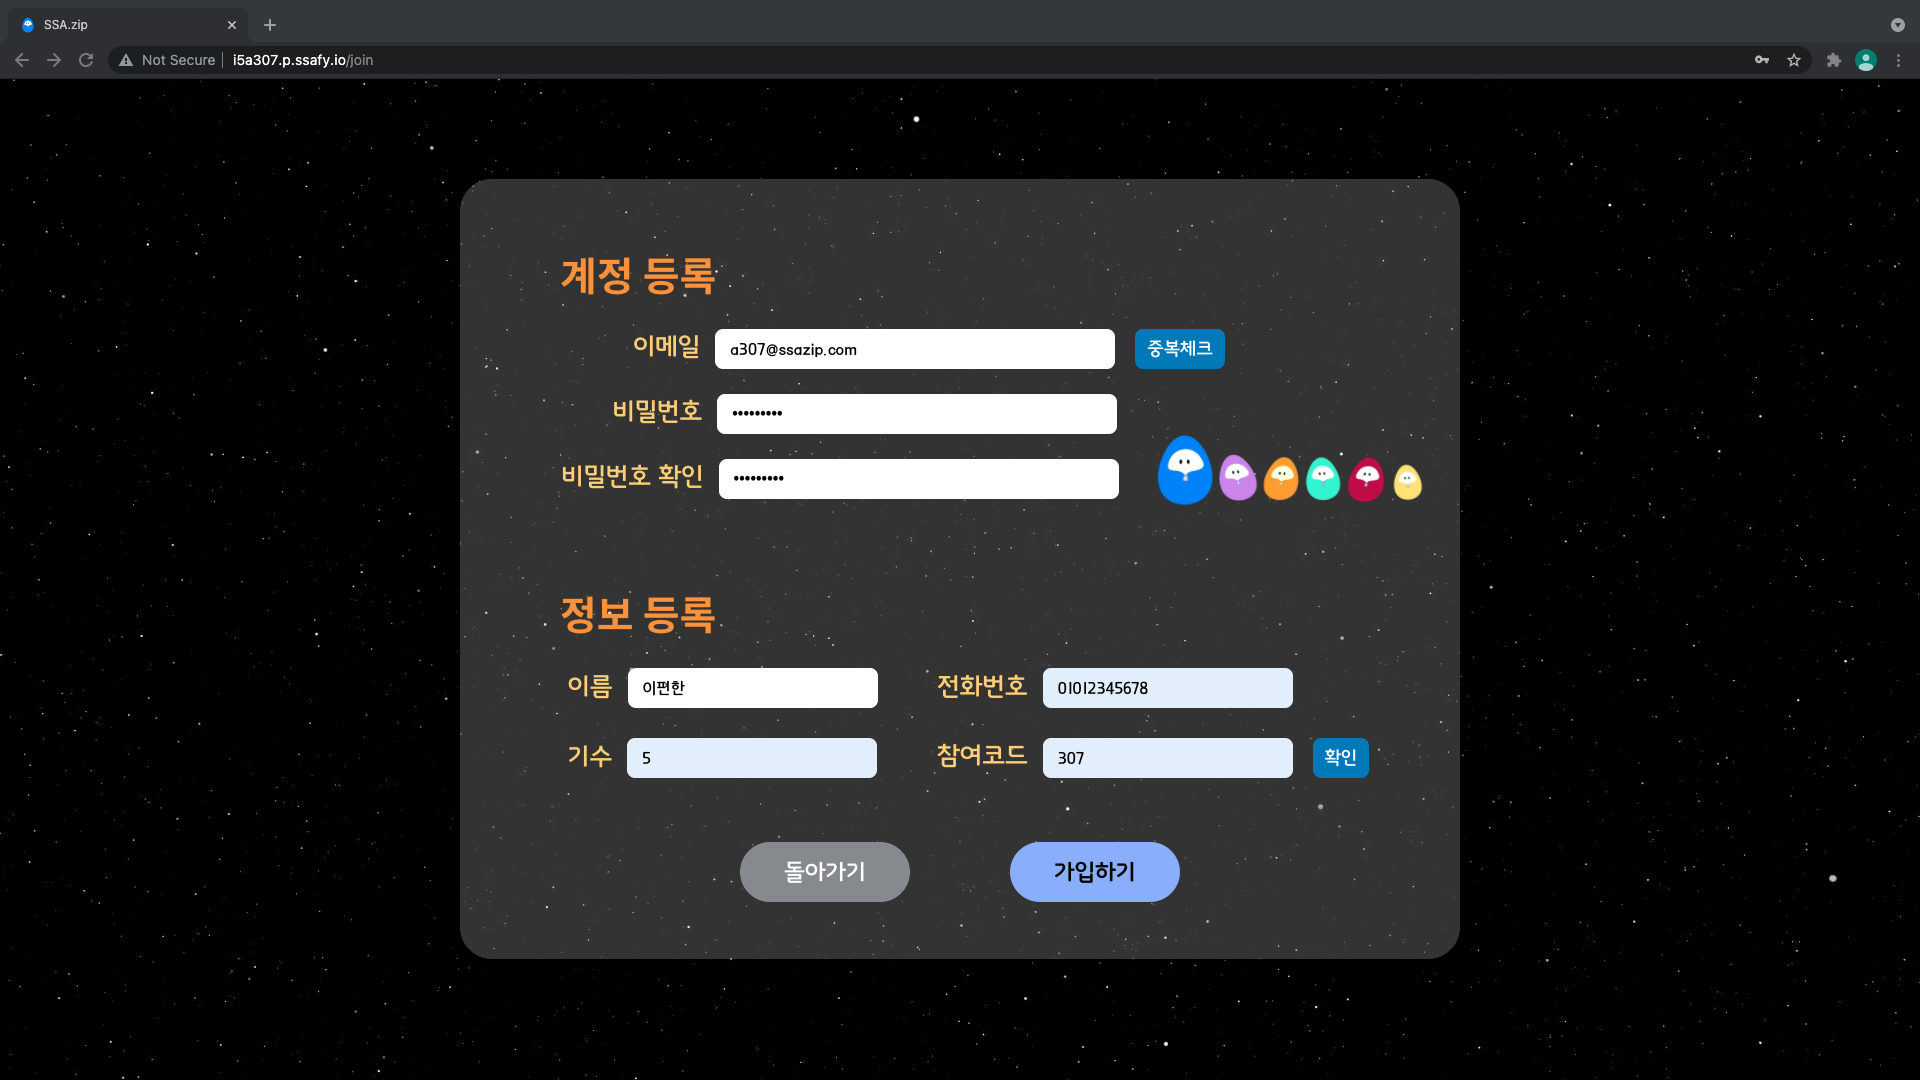 SSA.zip
Not Secure | i5a307.p.ssafy.io/join
계정 등록
이메일 a307@ssazip.com 중복체크
비밀번호 •••••••••
비밀번호 확인 •••••••••
정보 등록
이름 이편한 전화번호 01012345678
기수 5 참여코드 307 확인
돌아가기 가입하기